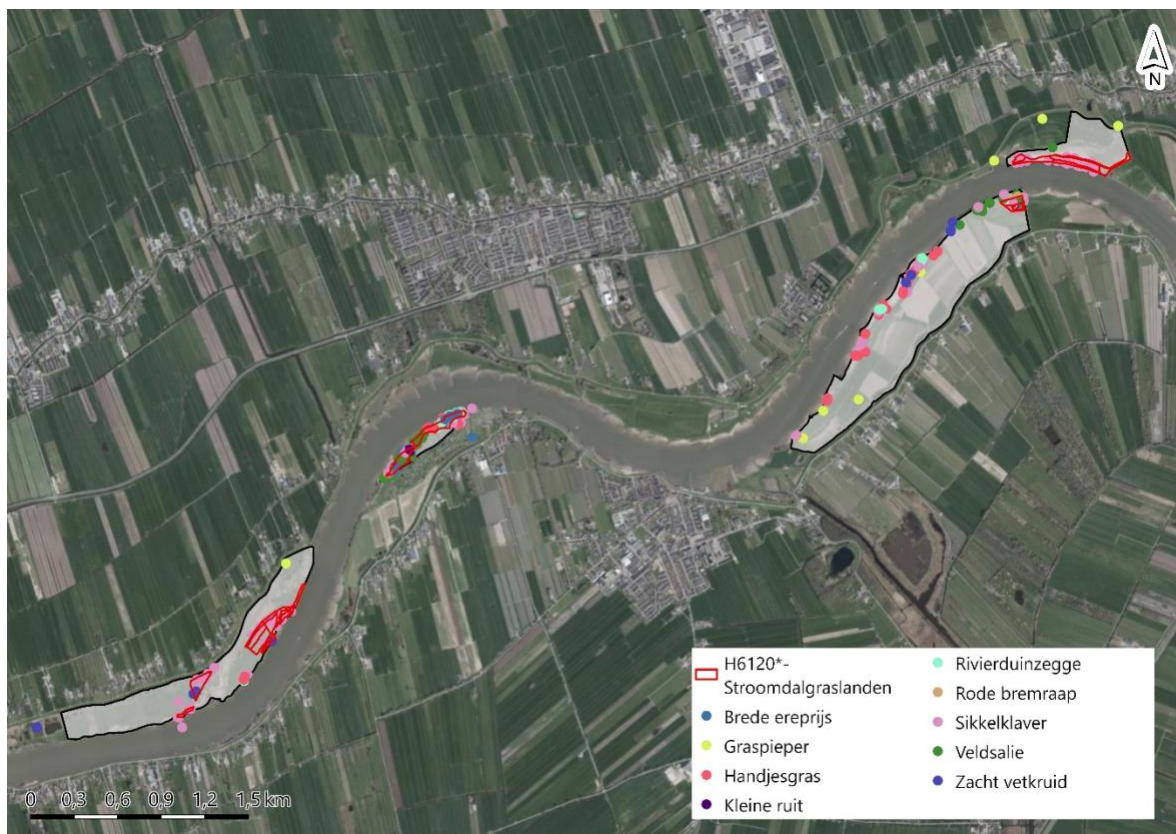 N
H6120*-
Stroomdalgraslanden
Brede ereprijs
Graspieper
Handjesgras
Kleine ruit
Rivierduinzegge
Rode bremraap
Sikkelklaver
Veldsalie
Zacht vetkruid
0 0,3 0,6 0,9 1,2 1,5 km